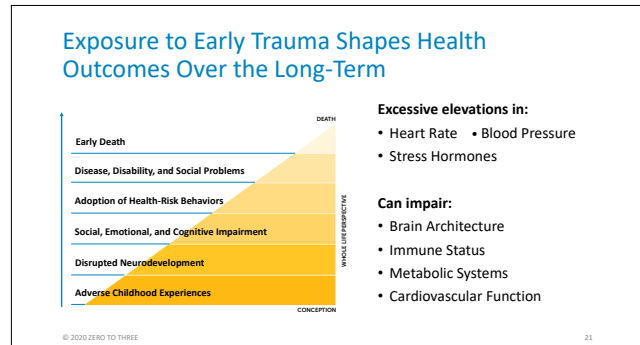 Exposure to Early Trauma Shapes Health
Outcomes Over the Long-Term
DEATH
Early Death
Disease, Disability, and Social Problems
Adoption of Health-Risk Behaviors
Social, Emotional, and Cognitive Impairment
Disrupted Neurodevelopment
Adverse Childhood Experiences
CONCEPTION
WHOLE LIFE PERSPECTIVE
Excessive elevations in:
• Heart Rate • Blood Pressure
• Stress Hormones
Can impair:
• Brain Architecture
• Immune Status
• Metabolic Systems
• Cardiovascular Function
© 2020 ZERO TO THREE
21